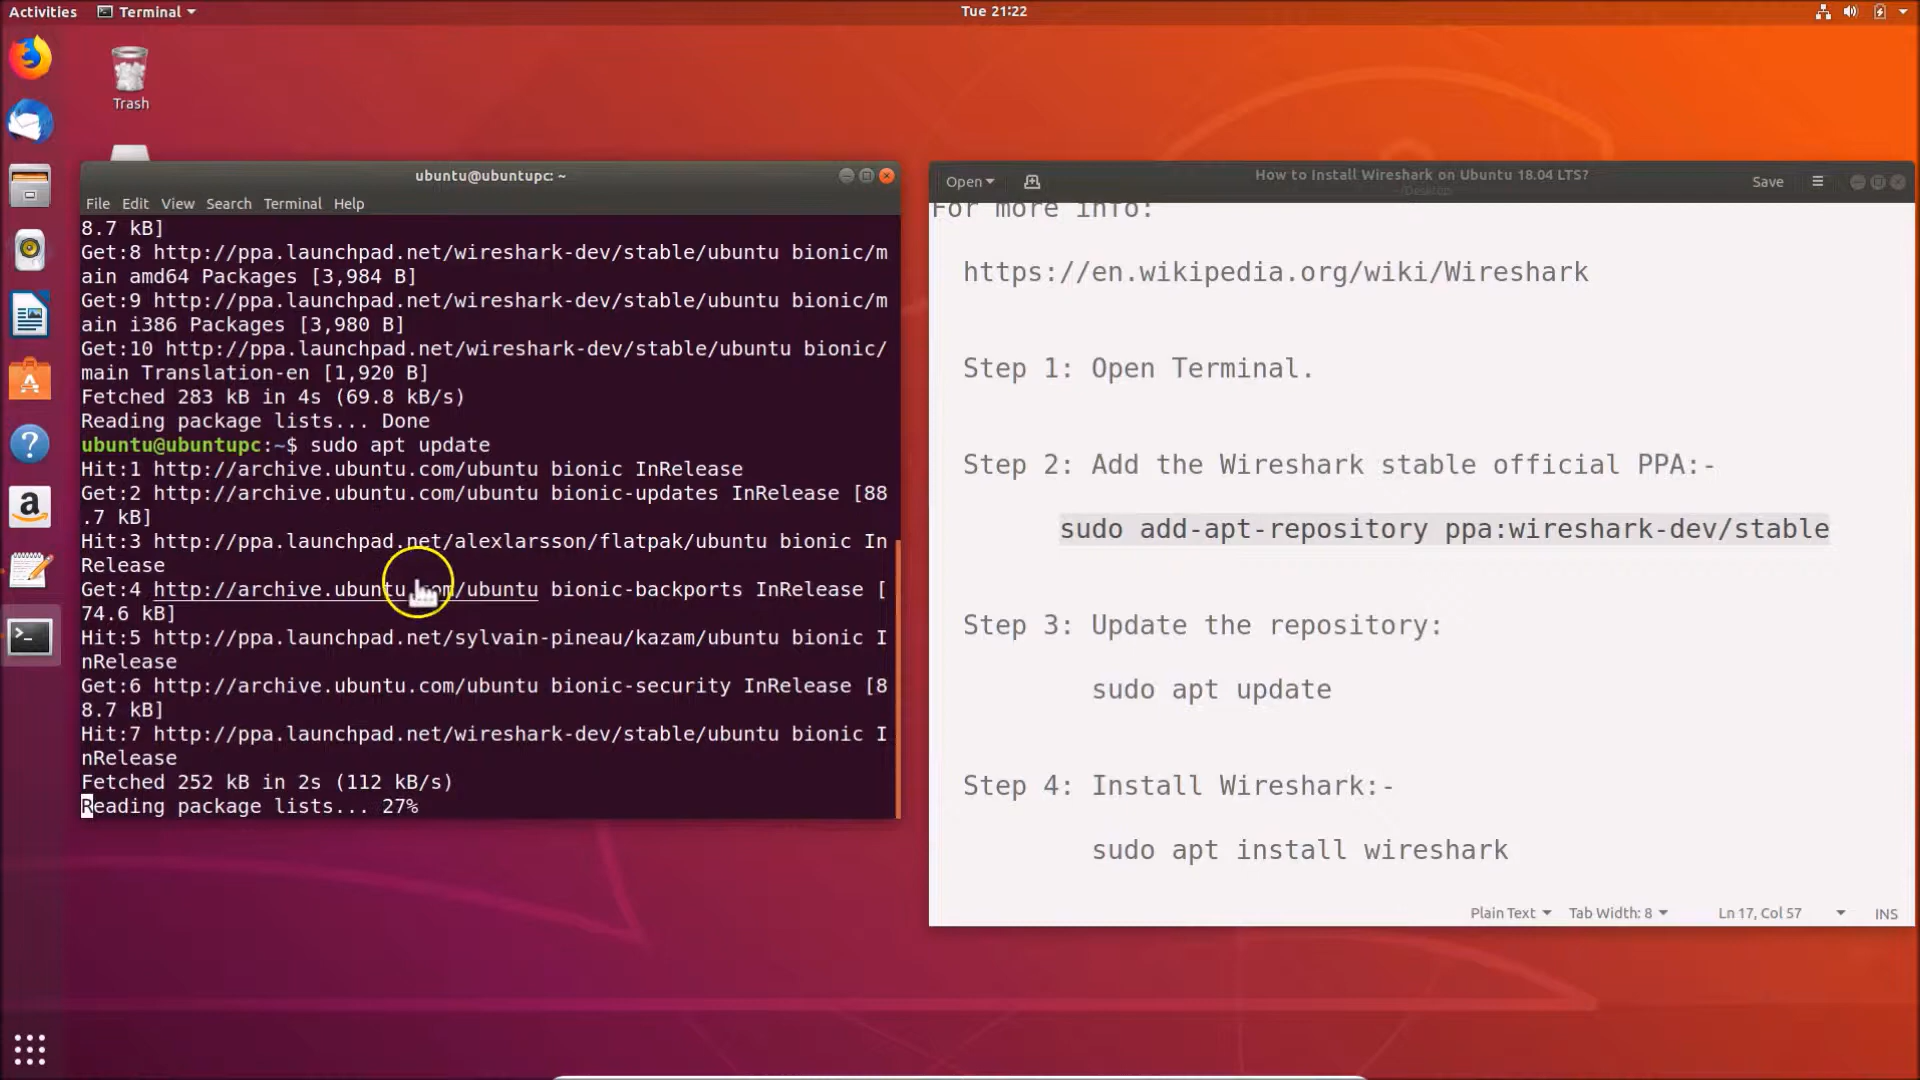 Activities Terminal Tue 21:22
Trash
ubuntu@ubuntupc: ~
File Edit View Search Terminal Help
8.7 kB]
Get:8 http://ppa.launchpad.net/wireshark-dev/stable/ubuntu bionic/m
ain amd64 Packages [3,984 B]
Get:9 http://ppa.launchpad.net/wireshark-dev/stable/ubuntu bionic/m
ain i386 Packages [3,980 B]
Get:10 http://ppa.launchpad.net/wireshark-dev/stable/ubuntu bionic/
main Translation-en [1,920 B]
Fetched 283 kB in 4s (69.8 kB/s)
Reading package lists... Done
ubuntu@ubuntupc:~$ sudo apt update
Hit:1 http://archive.ubuntu.com/ubuntu bionic InRelease
Get:2 http://archive.ubuntu.com/ubuntu bionic-updates InRelease [88
.7 kB]
Hit:3 http://ppa.launchpad.net/alexlarsson/flatpak/ubuntu bionic In
Release
Get:4 http://archive.ubuntu.com/ubuntu bionic-backports InRelease [
74.6 kB]
Hit:5 http://ppa.launchpad.net/sylvain-pineau/kazam/ubuntu bionic I
nRelease
Get:6 http://archive.ubuntu.com/ubuntu bionic-security InRelease [8
8.7 kB]
Hit:7 http://ppa.launchpad.net/wireshark-dev/stable/ubuntu bionic I
nRelease
Fetched 252 kB in 2s (112 kB/s)
Reading package lists... 27%
Open How to Install Wireshark on Ubuntu 18.04 LTS? Save
~/Desktop
For more info:
https://en.wikipedia.org/wiki/Wireshark
Step 1: Open Terminal.
Step 2: Add the Wireshark stable official PPA:-
sudo add-apt-repository ppa:wireshark-dev/stable
Step 3: Update the repository:
sudo apt update
Step 4: Install Wireshark:-
sudo apt install wireshark
Plain Text Tab Width: 8 Ln 17, Col 57 INS